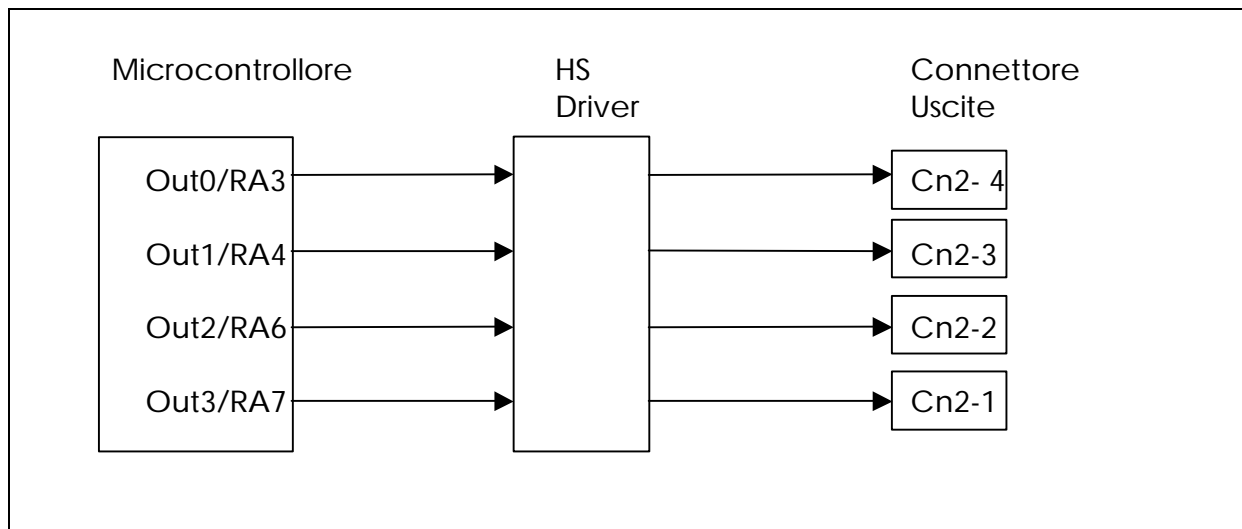 Microcontrollore
HS
Driver
Connettore
Uscite
Out0/RA3
Cn2- 4
Out1/RA4
Cn2-3
Out2/RA6
Cn2-2
Out3/RA7
Cn2-1